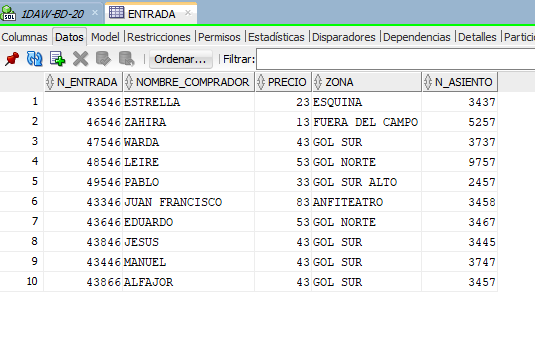 SQL 1DAW-BD-20 ENTRADA
Columnas Datos Model Restricciones Permisos Estadísticas Disparadores Dependencias Detalles Particio
Ordenar... Filtrar:
N_ENTRADA NOMBRE_COMPRADOR PRECIO ZONA N_ASIENTO
1 43546 ESTRELLA 23 ESQUINA 3437
2 46546 ZAHIRA 13 FUERA DEL CAMPO 5257
3 47546 WARDA 43 GOL SUR 3737
4 48546 LEIRE 53 GOL NORTE 9757
5 49546 PABLO 33 GOL SUR ALTO 2457
6 43346 JUAN FRANCISCO 83 ANFITEATRO 3458
7 43646 EDUARDO 53 GOL NORTE 3467
8 43846 JESUS 43 GOL SUR 3445
9 43446 MANUEL 43 GOL SUR 3747
10 43866 ALFAJOR 43 GOL SUR 3457